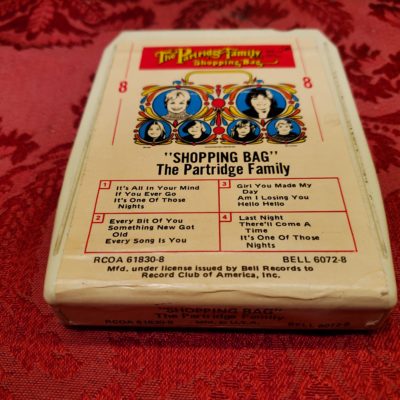 The Partridge Family
Shopping Bag
8 8
"SHOPPING BAG"
The Partridge Family
1 It's All In Your Mind
If You Ever Go
It's One Of Those
Nights
2 Every Bit Of You
Something New Got
Old
Every Song Is You
3 Girl You Made My
Day
Am I Losing You
Hello Hello
4 Last Night
There'll Come A
Time
It's One Of Those
Nights
RCOA 61830-8 BELL 6072-8
Mfd. under license issued by Bell Records to
Record Club of America, Inc.
"SHOPPING BAG"
The Partridge Family
RCOA 61830-8 BELL 6072-8